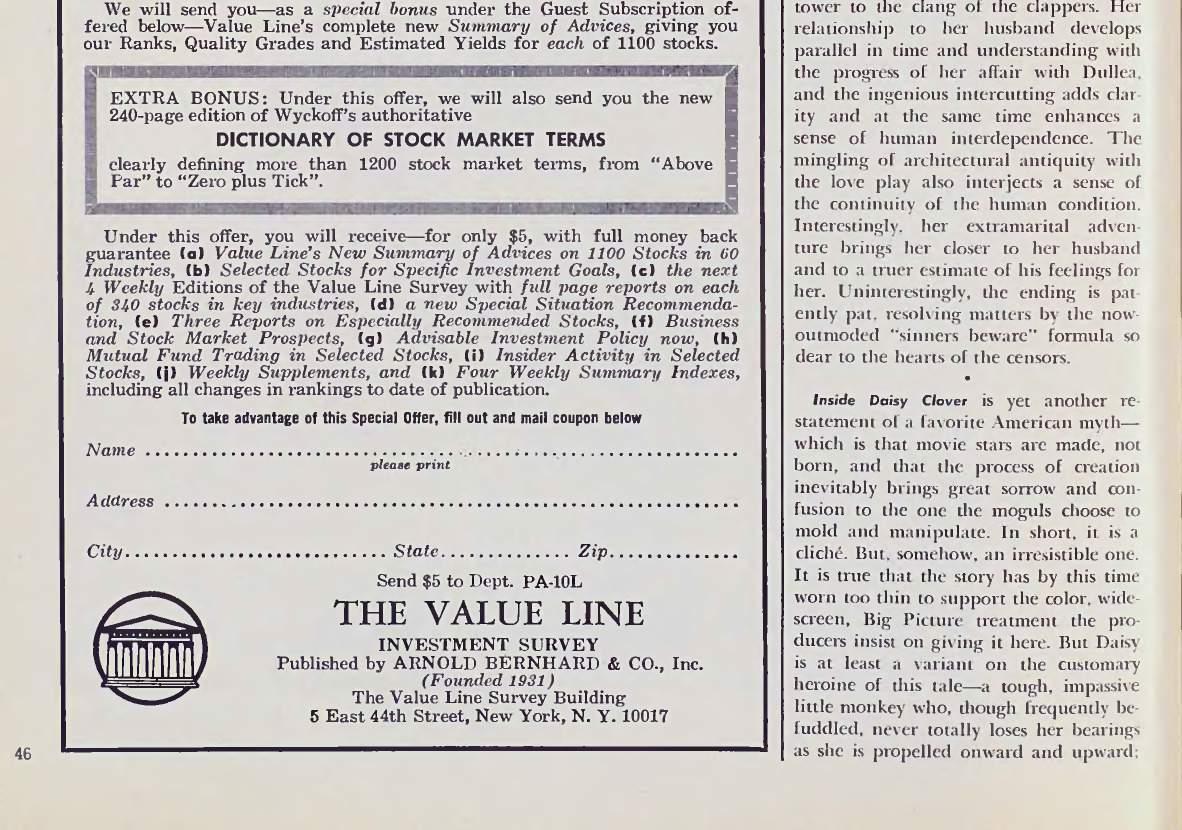 We will send you—as a special bonus under the Guest Subscription of-
fered below—Value Line's complete new Summary of Advices, giving you
our Ranks, Quality Grades and Estimated Yields for each of 1100 stocks.
EXTRA BONUS: Under this offer, we will also send you the new
240-page edition of Wyckoff's authoritative
DICTIONARY OF STOCK MARKET TERMS
clearly defining more than 1200 stock market terms, from "Above
Par" to "Zero plus Tick".
Under this offer, you will receive—for only $5, with full money back
guarantee (a) Value Line's New Summary of Advices on 1100 Stocks in 60
Industries, (b) Selected Stocks for Specific Investment Goals, (c) the next
4 Weekly Editions of the Value Line Survey with full page reports on each
of 340 stocks in key industries, (d) a new Special Situation Recommenda-
tion, (e) Three Reports on Especially Recommended Stocks, (f) Business
and Stock Market Prospects, (g) Advisable Investment Policy now, (h)
Mutual Fund Trading in Selected Stocks, (i) Insider Activity in Selected
Stocks, (j) Weekly Supplements, and (k) Four Weekly Summary Indexes,
including all changes in rankings to date of publication.
To take advantage of this Special Offer, fill out and mail coupon below
Name ..............................................................
please print
Address ...........................................................
City............................ State.............. Zip..............
Send $5 to Dept. PA-10L
THE VALUE LINE
INVESTMENT SURVEY
Published by ARNOLD BERNHARD & CO., Inc.
(Founded 1931)
The Value Line Survey Building
5 East 44th Street, New York, N. Y. 10017
46
tower to the clang of the clappers. Her
relationship to her husband develops
parallel in time and understanding with
the progress of her affair with Dullea,
and the ingenious intercutting adds clar-
ity and at the same time enhances a
sense of human interdependence. The
mingling of architectural antiquity with
the love play also interjects a sense of
the continuity of the human condition.
Interestingly, her extramarital adven-
ture brings her closer to her husband
and to a truer estimate of his feelings for
her. Uninterestingly, the ending is pat-
ently pat, resolving matters by the now-
outmoded "sinners beware" formula so
dear to the hearts of the censors.
•
Inside Daisy Clover is yet another re-
statement of a favorite American myth—
which is that movie stars are made, not
born, and that the process of creation
inevitably brings great sorrow and con-
fusion to the one the moguls choose to
mold and manipulate. In short, it is a
cliché. But, somehow, an irresistible one.
It is true that the story has by this time
worn too thin to support the color, wide-
screen, Big Picture treatment the pro-
ducers insist on giving it here. But Daisy
is at least a variant on the customary
heroine of this tale—a tough, impassive
little monkey who, though frequently be-
fuddled, never totally loses her bearings
as she is propelled onward and upward;